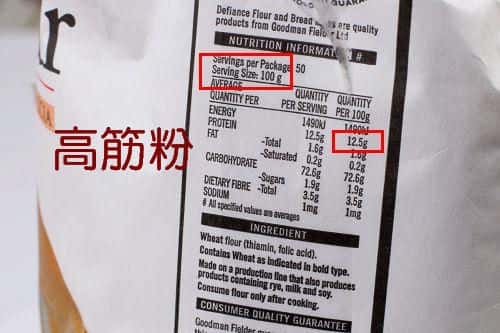 Defiance Flour and Bread are quality
products from Goodman Fielder Ltd
NUTRITION INFORMATION #
Servings per Package: 50
Serving Size: 100 g
AVERAGE
QUANTITY PER
QUANTITY
PER SERVING
QUANTITY
PER 100g
ENERGY 1490kJ 1490kJ
PROTEIN 12.5g 12.5g
FAT -Total 1.6g 1.6g
-Saturated 0.2g 0.2g
CARBOHYDRATE 72.6g 72.6g
-Sugars 1.9g 1.9g
DIETARY FIBRE -Total 3.5g 3.5g
SODIUM 1mg 1mg
# All specified values are averages
INGREDIENT
Wheat flour (thiamin, folic acid).
Contains Wheat as indicated in bold type.
Made on a production line that also produces
products containing rye, milk and soy.
Consume flour only after cooking.
CONSUMER QUALITY GUARANTEE
Goodman Fielder
高筋粉